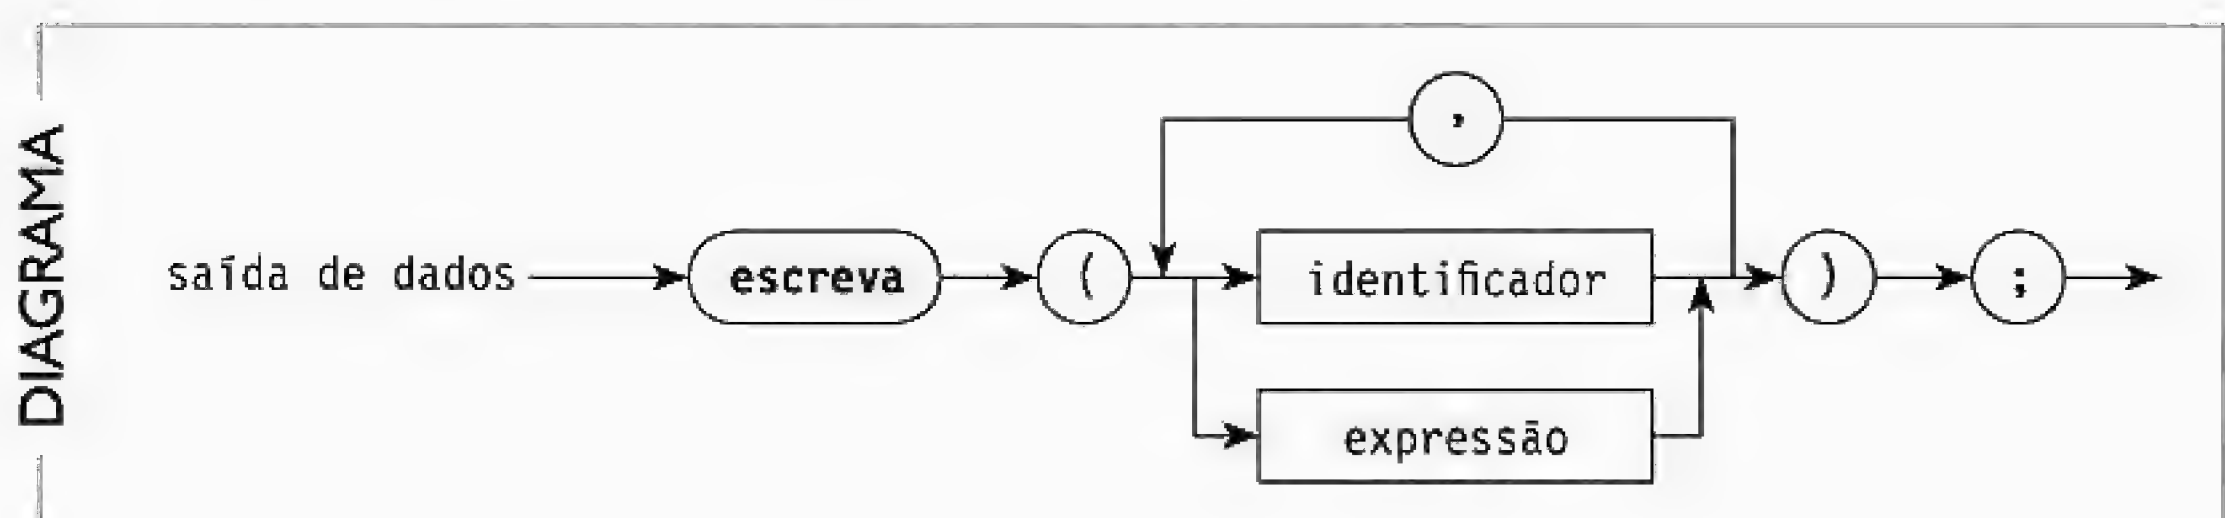 DIAGRAMA
,
saída de dados escreva ( identificador ) ;
expressão